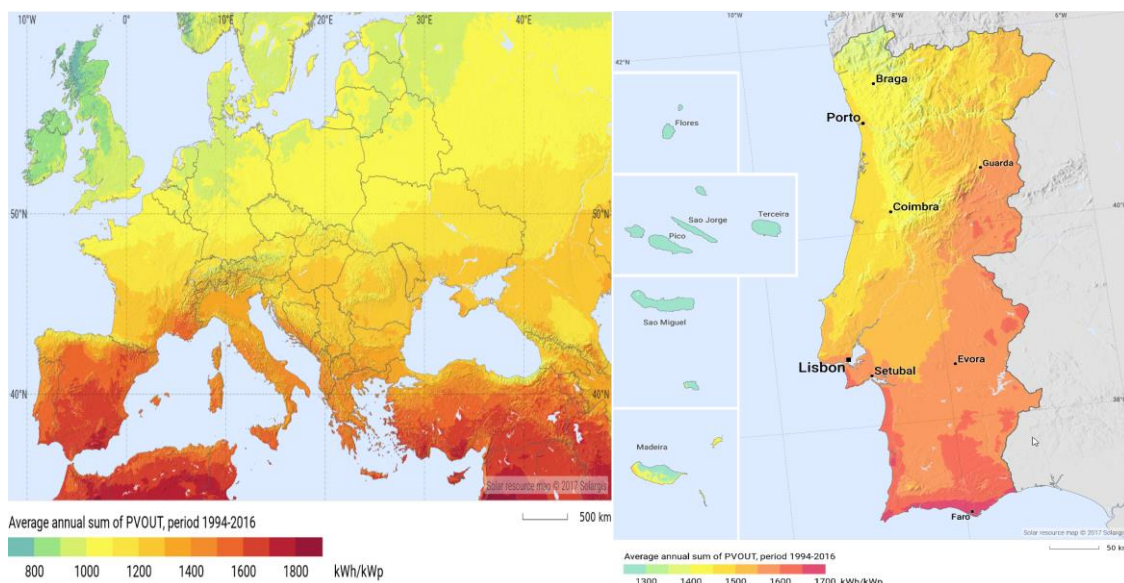 10°W 0° 10°E 20°E 30°E 40°E
50°N
40°N
Solar resource map © 2017 Solargis
Average annual sum of PVOUT, period 1994-2016
500 km
800 1000 1200 1400 1600 1800 kWh/kWp
10°W 8°W 6°W
42°N
Braga
Porto
Flores
Guarda
Coimbra
40°N
Sao Jorge
Terceira
Pico
Sao Miguel
Lisbon
Setubal
Evora
38°N
Madeira
Faro
Solar resource map © 2017 Solargis
Average annual sum of PVOUT, period 1994-2016
50 km
1300 1400 1500 1600 1700 kWh/kWp